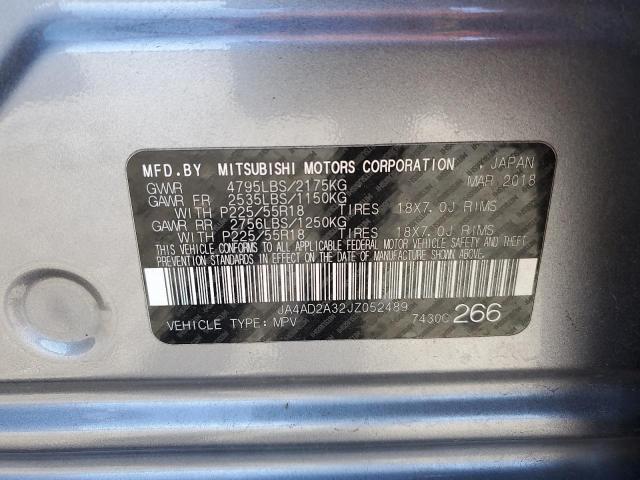 MFD.BY MITSUBISHI MOTORS CORPORATION , JAPAN
GVWR 4795LBS/2175KG MAR.2018
GAWR FR 2535LBS/1150KG
WITH P225/55R18 TIRES 18X7.0J RIMS
GAWR RR 2756LBS/1250KG
WITH P225/55R18 TIRES 18X7.0J RIMS
THIS VEHICLE CONFORMS TO ALL APPLICABLE FEDERAL MOTOR VEHICLE SAFETY AND THEFT
PREVENTION STANDARDS IN EFFECT ON THE DATE OF MANUFACTURE SHOWN ABOVE.
JA4AD2A32JZ052489
VEHICLE TYPE: MPV 7430C 266